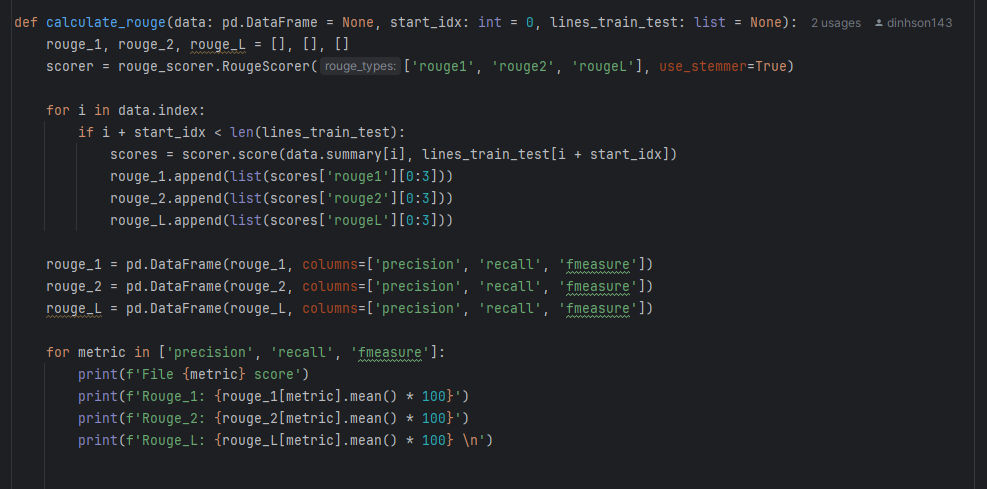 def calculate_rouge(data: pd.DataFrame = None, start_idx: int = 0, lines_train_test: list = None): 2 usages dinhson143
    rouge_1, rouge_2, rouge_L = [], [], []
    scorer = rouge_scorer.RougeScorer( rouge_types: ['rouge1', 'rouge2', 'rougeL'], use_stemmer=True)

    for i in data.index:
        if i + start_idx < len(lines_train_test):
            scores = scorer.score(data.summary[i], lines_train_test[i + start_idx])
            rouge_1.append(list(scores['rouge1'][0:3]))
            rouge_2.append(list(scores['rouge2'][0:3]))
            rouge_L.append(list(scores['rougeL'][0:3]))

    rouge_1 = pd.DataFrame(rouge_1, columns=['precision', 'recall', 'fmeasure'])
    rouge_2 = pd.DataFrame(rouge_2, columns=['precision', 'recall', 'fmeasure'])
    rouge_L = pd.DataFrame(rouge_L, columns=['precision', 'recall', 'fmeasure'])

    for metric in ['precision', 'recall', 'fmeasure']:
        print(f'File {metric} score')
        print(f'Rouge_1: {rouge_1[metric].mean() * 100}')
        print(f'Rouge_2: {rouge_2[metric].mean() * 100}')
        print(f'Rouge_L: {rouge_L[metric].mean() * 100} \n')